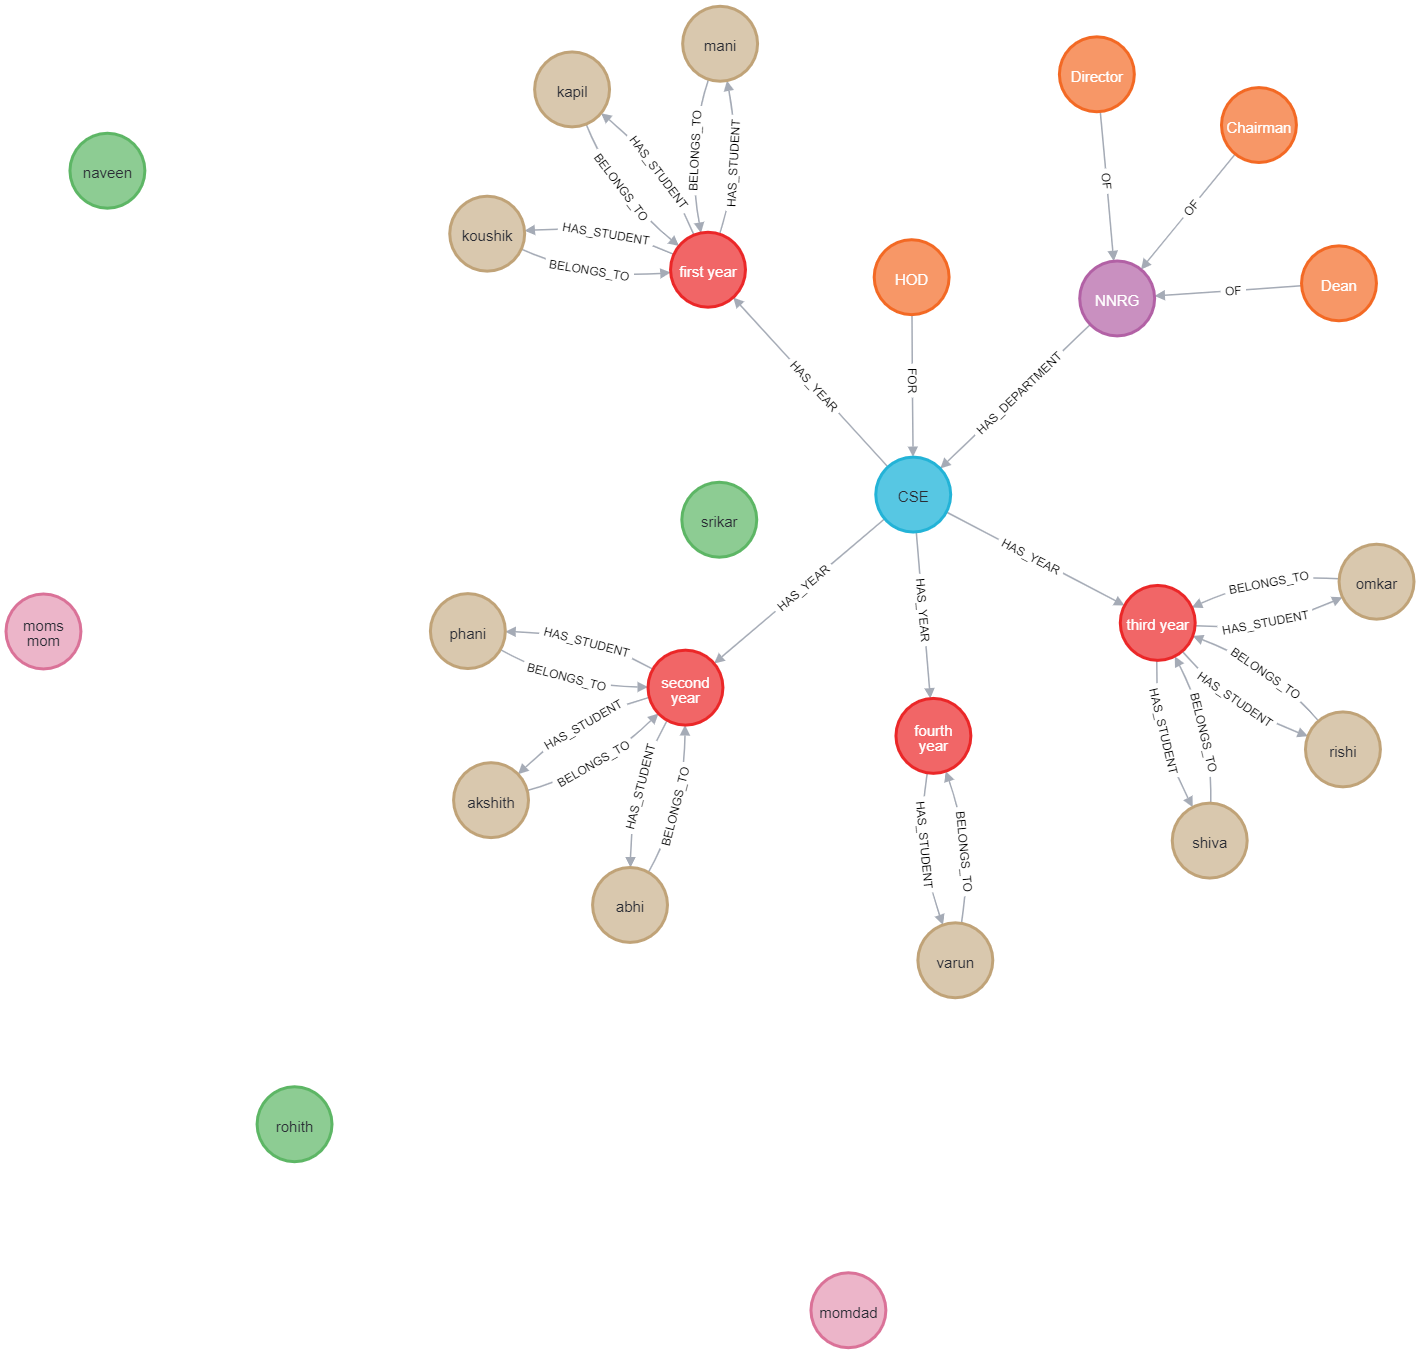 mani
kapil
Director
Chairman
naveen
BELONGS_TO
HAS_STUDENT
HAS_STUDENT
BELONGS_TO
OF
OF
koushik
HAS_STUDENT
BELONGS_TO
first year
HOD
NNRG
OF
Dean
HAS_YEAR
FOR
HAS_DEPARTMENT
CSE
srikar
HAS_YEAR
HAS_YEAR
HAS_YEAR
BELONGS_TO
omkar
HAS_STUDENT
third year
moms
mom
phani
HAS_STUDENT
BELONGS_TO
second
year
HAS_STUDENT
BELONGS_TO
HAS_STUDENT
BELONGS_TO
akshith
abhi
fourth
year
HAS_STUDENT
BELONGS_TO
varun
BELONGS_TO
HAS_STUDENT
rishi
HAS_STUDENT
BELONGS_TO
shiva
rohith
momdad